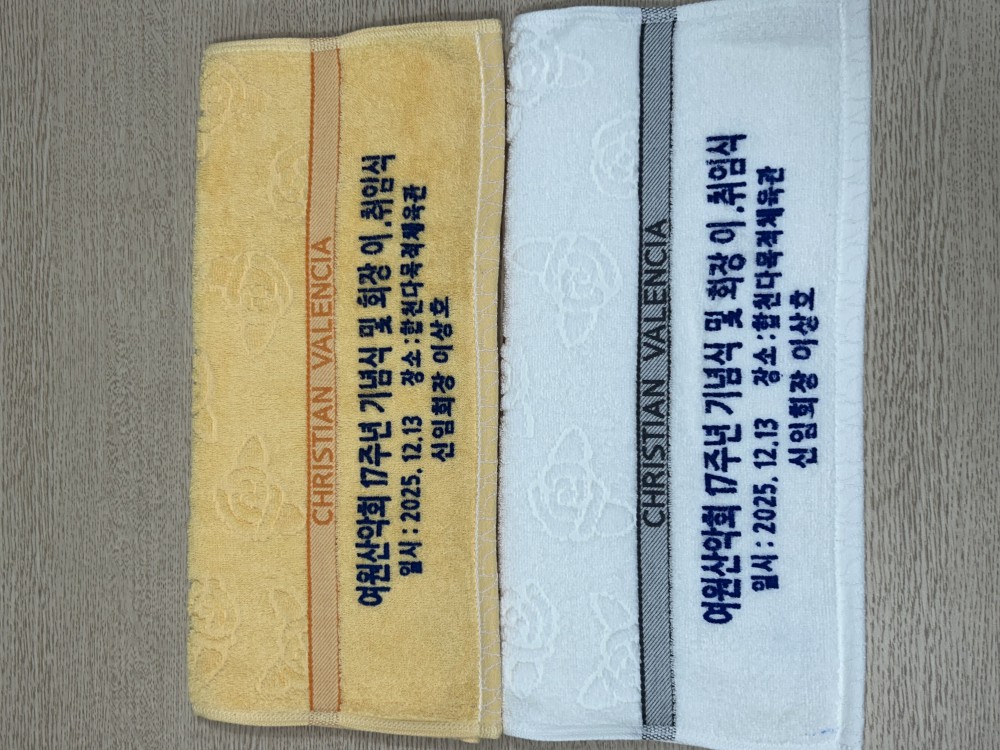 CHRISTIAN VALENCIA
여원산악회 17주년 기념식 및 회장 이.취임식
일시 : 2025. 12.13 장소 : 합천다목적체육관
신임회장 이상호
CHRISTIAN VALENCIA
여원산악회 17주년 기념식 및 회장 이.취임식
일시 : 2025. 12.13 장소 : 합천다목적체육관
신임회장 이상호